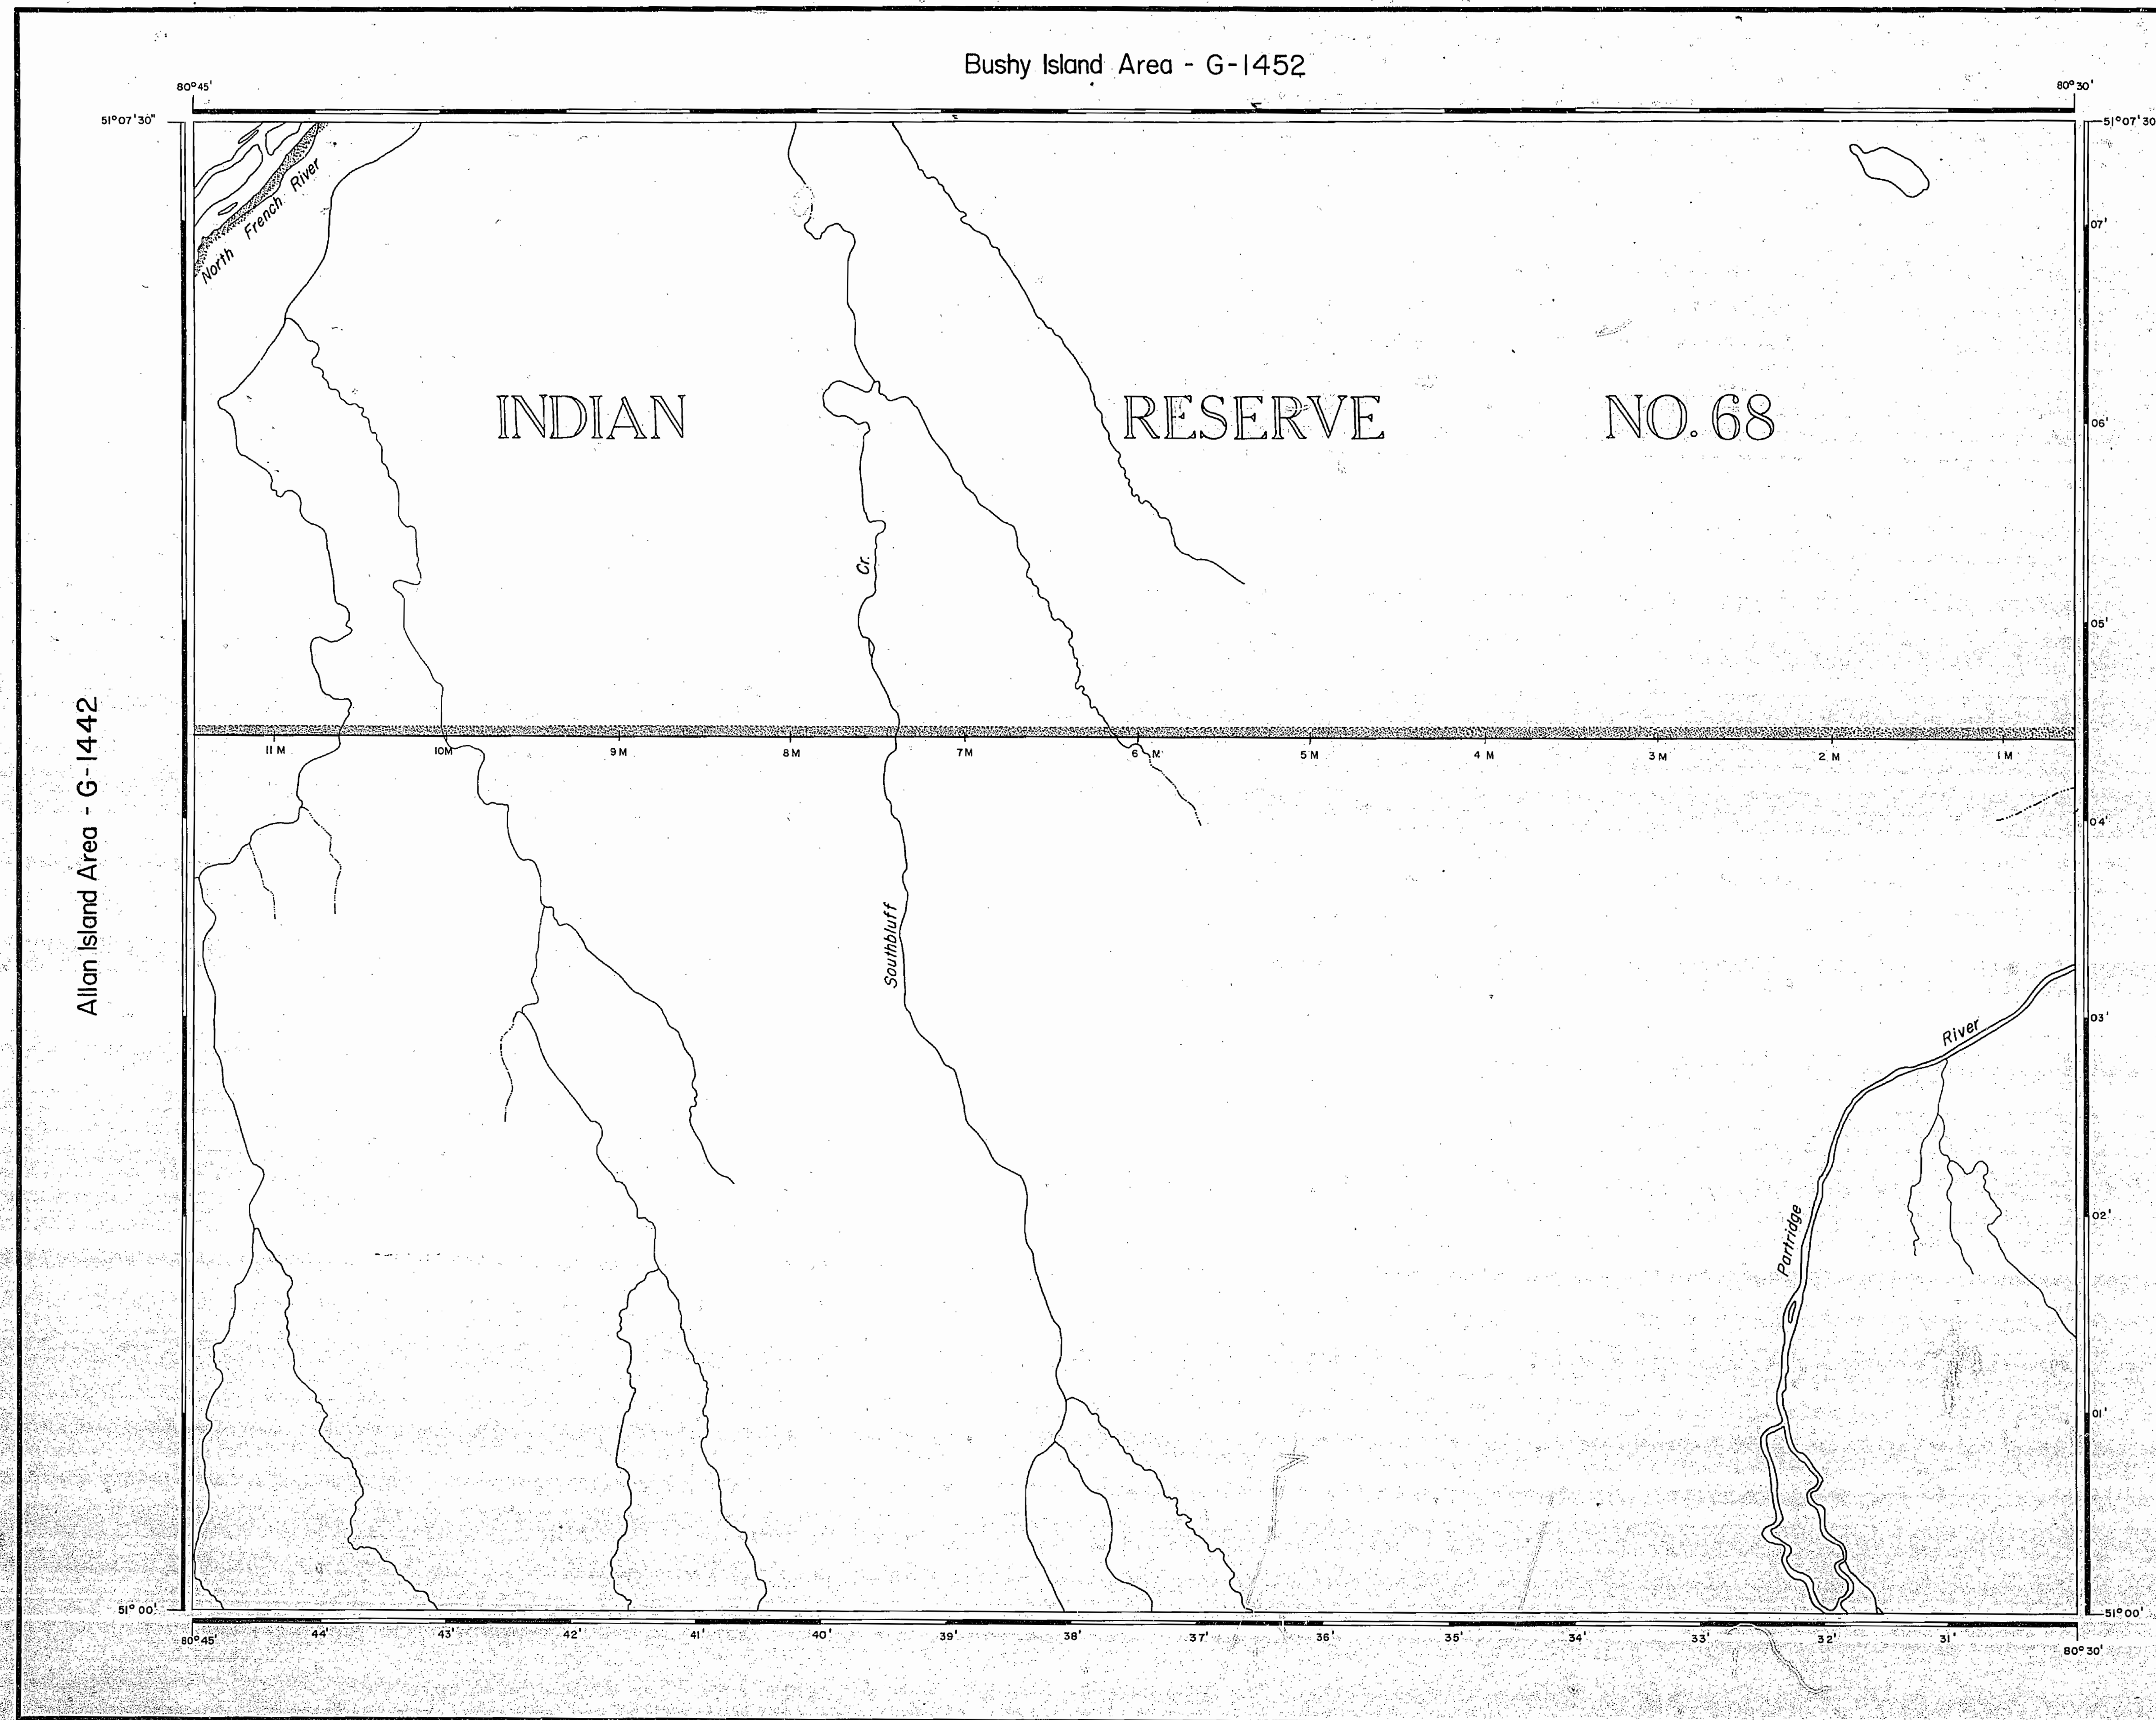 Bushy Island Area - G-1452
80°45'
80°30'
51°07'30"
51°07'30
North French River
07'
INDIAN RESERVE NO. 68
06'
Cr.
05'
Allan Island Area - G-1442
11 M 10M 9 M 8 M 7 M 6 M 5 M 4 M 3 M 2 M 1 M
04'
Southbluff
03'
River
02'
Partridge
01'
51° 00'
51°00'
80°45' 44' 43' 42' 41' 40' 39' 38' 37' 36' 35' 34' 33' 32' 31' 80°30'